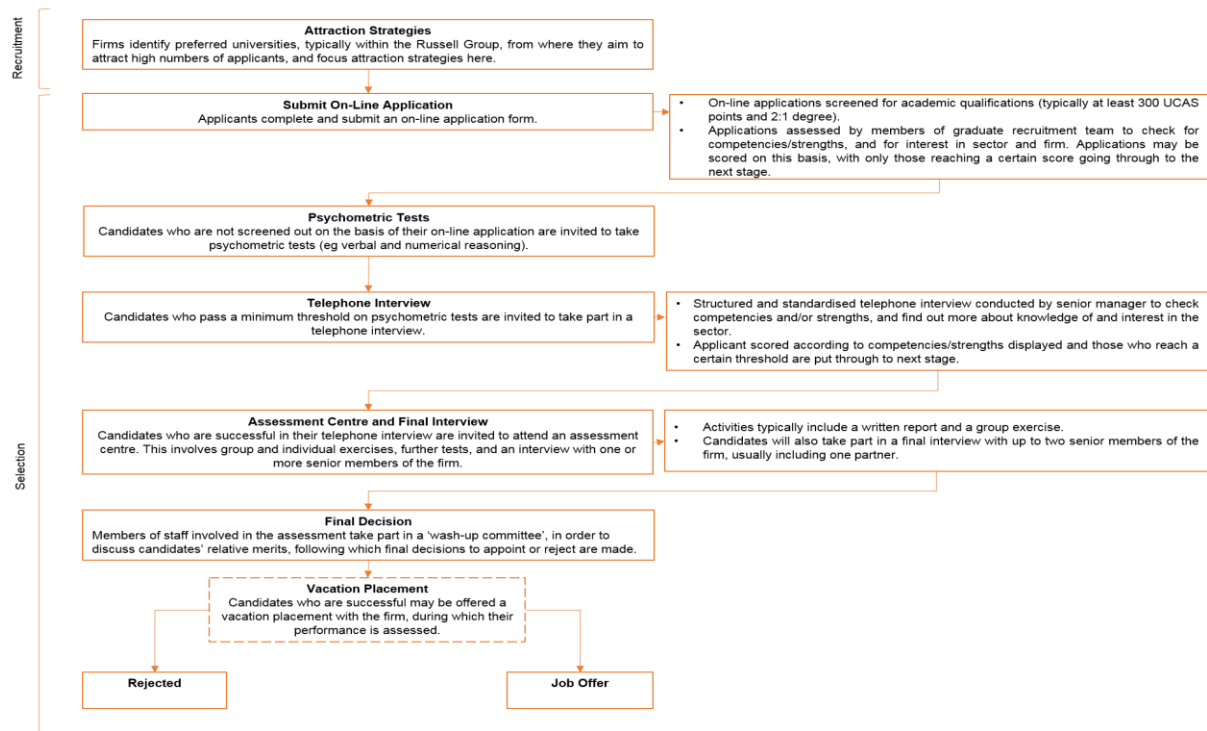 Recruitment
Attraction Strategies
Firms identify preferred universities, typically within the Russell Group, from where they aim to
attract high numbers of applicants, and focus attraction strategies here.
Selection
Submit On-Line Application
Applicants complete and submit an on-line application form.
• On-line applications screened for academic qualifications (typically at least 300 UCAS
points and 2:1 degree).
• Applications assessed by members of graduate recruitment team to check for
competencies/strengths, and for interest in sector and firm. Applications may be
scored on this basis, with only those reaching a certain score going through to the
next stage.
Psychometric Tests
Candidates who are not screened out on the basis of their on-line application are invited to take
psychometric tests (eg verbal and numerical reasoning).
Telephone Interview
Candidates who pass a minimum threshold on psychometric tests are invited to take part in a
telephone interview.
• Structured and standardised telephone interview conducted by senior manager to check
competencies and/or strengths, and find out more about knowledge of and interest in the
sector.
• Applicant scored according to competencies/strengths displayed and those who reach a
certain threshold are put through to next stage.
Assessment Centre and Final Interview
Candidates who are successful in their telephone interview are invited to attend an assessment
centre. This involves group and individual exercises, further tests, and an interview with one or
more senior members of the firm.
• Activities typically include a written report and a group exercise.
• Candidates will also take part in a final interview with up to two senior members of the
firm, usually including one partner.
Final Decision
Members of staff involved in the assessment take part in a ‘wash-up committee’, in order to
discuss candidates’ relative merits, following which final decisions to appoint or reject are made.
Vacation Placement
Candidates who are successful may be offered a
vacation placement with the firm, during which their
performance is assessed.
Rejected
Job Offer